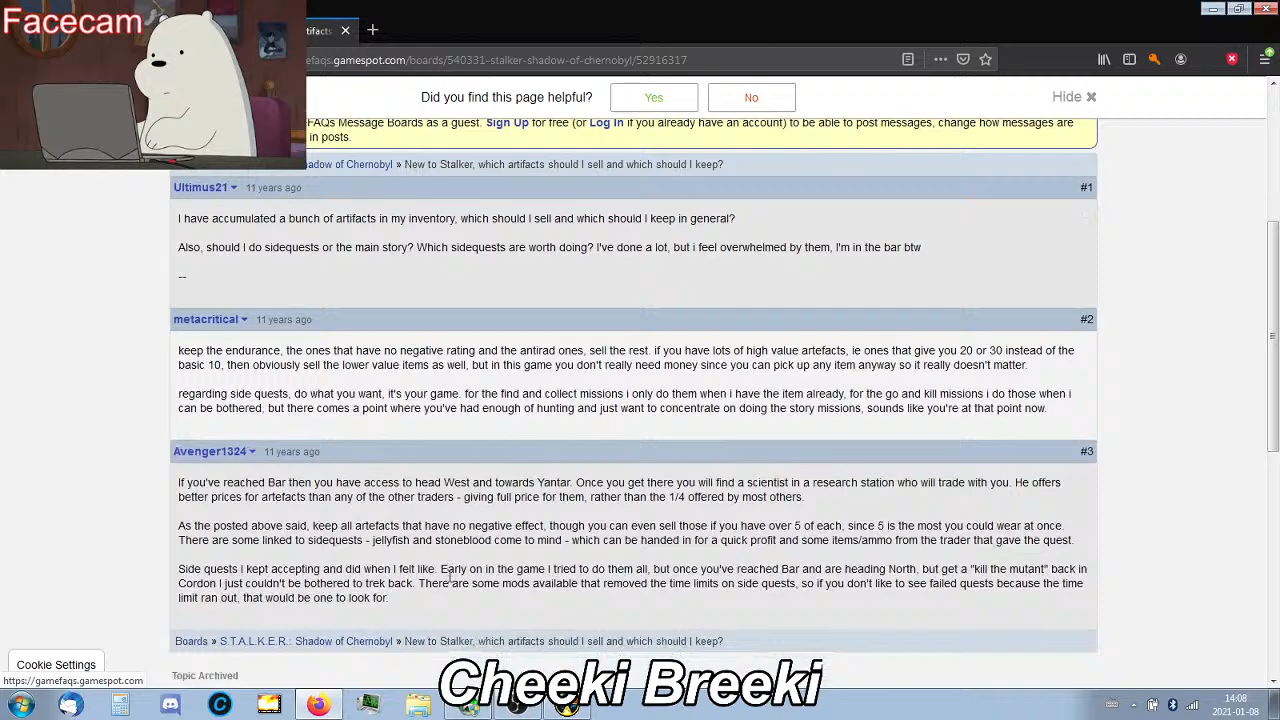 Facecam
tifacts
efaqs.gamespot.com/boards/540331-stalker-shadow-of-chernobyl/52916317
Did you find this page helpful? Yes No Hide
FAQs Message Boards as a guest. Sign Up for free (or Log In if you already have an account) to be able to post messages, change how messages are
in posts.
adow of Chernobyl » New to Stalker, which artifacts should I sell and which should I keep?
Ultimus21 11 years ago #1
I have accumulated a bunch of artifacts in my inventory, which should I sell and which should I keep in general?
Also, should I do sidequests or the main story? Which sidequests are worth doing? I've done a lot, but i feel overwhelmed by them, I'm in the bar btw
--
metacritical 11 years ago #2
keep the endurance, the ones that have no negative rating and the antirad ones, sell the rest. if you have lots of high value artefacts, ie ones that give you 20 or 30 instead of the
basic 10, then obviously sell the lower value items as well, but in this game you don't really need money since you can pick up any item anyway so it really doesn't matter.
regarding side quests, do what you want, it's your game. for the find and collect missions i only do them when i have the item already, for the go and kill missions i do those when i
can be bothered, but there comes a point where you've had enough of hunting and just want to concentrate on doing the story missions, sounds like you're at that point now.
Avenger1324 11 years ago #3
If you've reached Bar then you have access to head West and towards Yantar. Once you get there you will find a scientist in a research station who will trade with you. He offers
better prices for artefacts than any of the other traders - giving full price for them, rather than the 1/4 offered by most others.
As the posted above said, keep all artefacts that have no negative effect, though you can even sell those if you have over 5 of each, since 5 is the most you could wear at once.
There are some linked to sidequests - jellyfish and stoneblood come to mind - which can be handed in for a quick profit and some items/ammo from the trader that gave the quest.
Side quests I kept accepting and did when I felt like. Early on in the game I tried to do them all, but once you've reached Bar and are heading North, but get a "kill the mutant" back in
Cordon I just couldn't be bothered to trek back. There are some mods available that removed the time limits on side quests, so if you don't like to see failed quests because the time
limit ran out, that would be one to look for.
Boards » S.T.A.L.K.E.R.: Shadow of Chernobyl » New to Stalker, which artifacts should I sell and which should I keep?
Cookie Settings
Topic Archived
https://gamefaqs.gamespot.com
Cheeki Breeki
14:08
2021-01-08